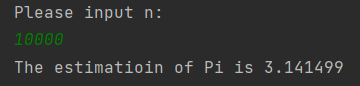 Please input n:
10000
The estimatioin of Pi is 3.141499